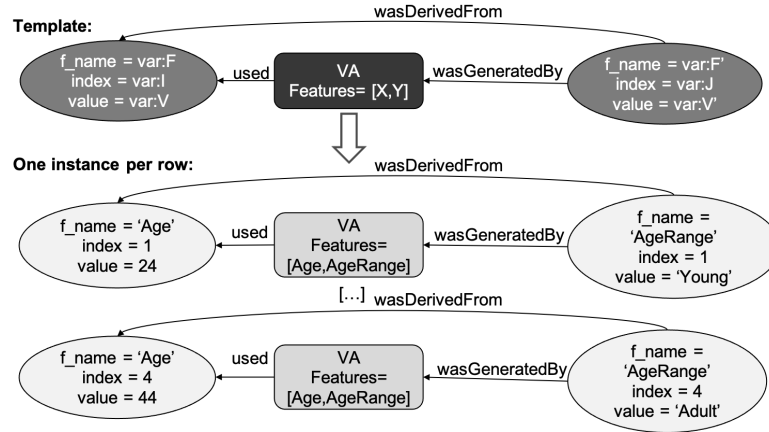 Template:
wasDerivedFrom
f_name = var:F
index = var:I
value = var:V
used
VA
Features= [X,Y]
wasGeneratedBy
f_name = var:F'
index = var:J
value = var:V'
One instance per row:
wasDerivedFrom
f_name = ‘Age’
index = 1
value = 24
used
VA
Features=
[Age,AgeRange]
wasGeneratedBy
f_name =
‘AgeRange’
index = 1
value = ‘Young’
[...]
wasDerivedFrom
f_name = ‘Age’
index = 4
value = 44
used
VA
Features=
[Age,AgeRange]
wasGeneratedBy
f_name =
‘AgeRange’
index = 4
value = ‘Adult’